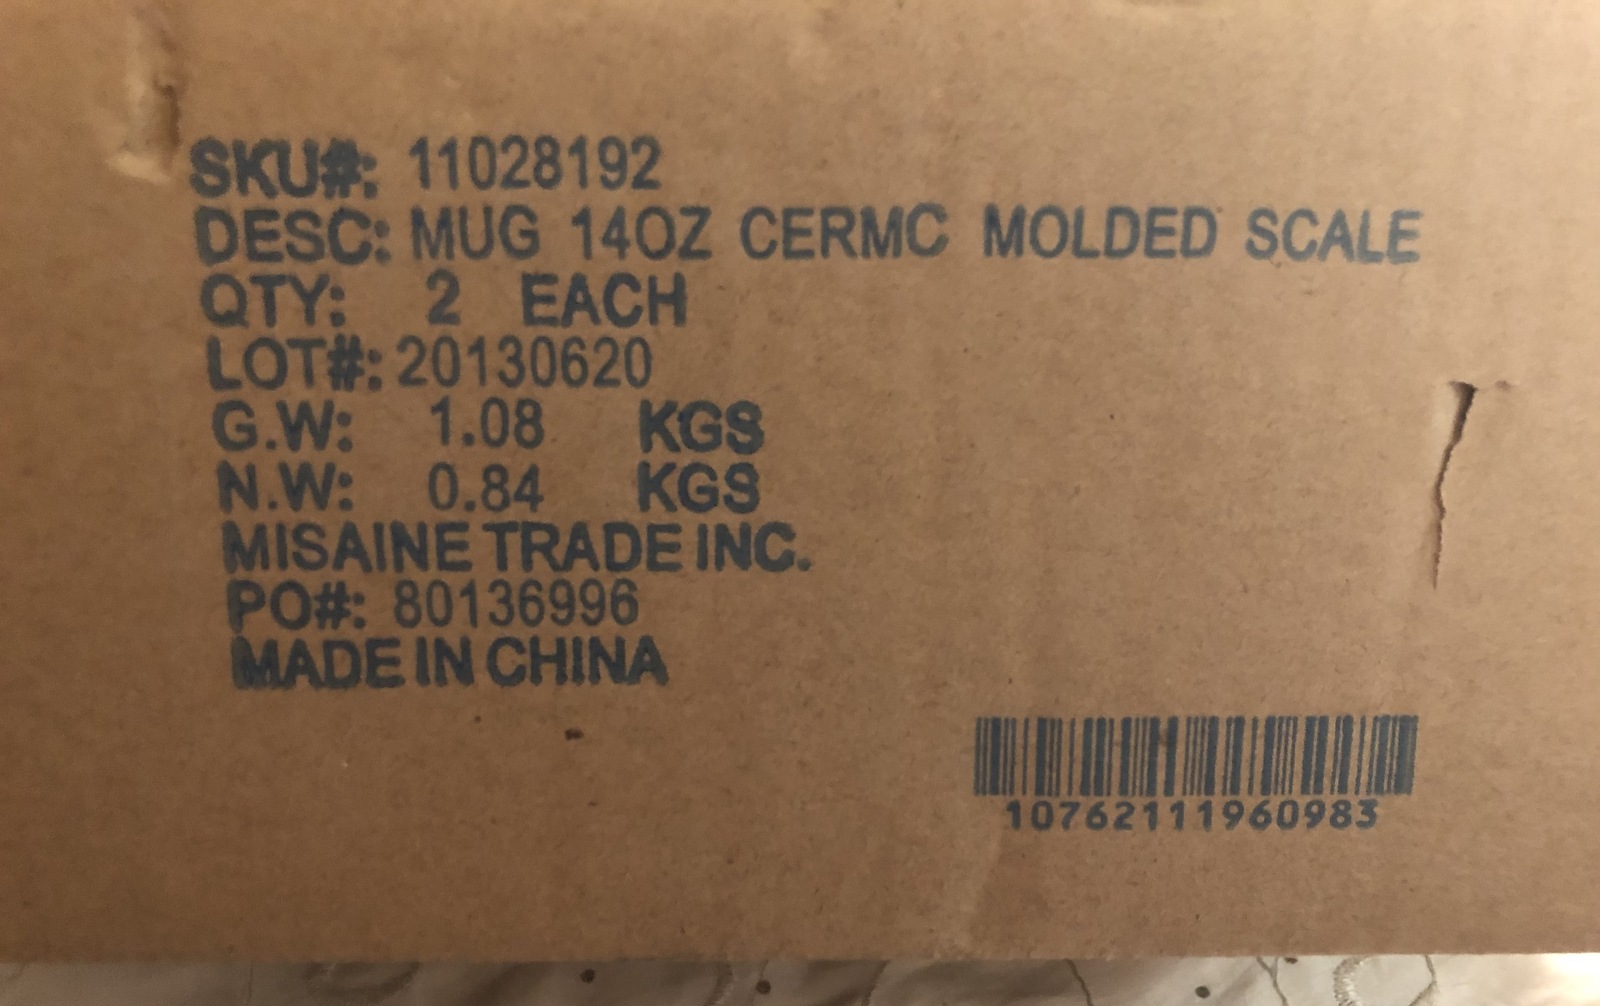 SKU#: 11028192
DESC: MUG 14OZ CERMC MOLDED SCALE
QTY: 2 EACH
LOT#: 20130620
G.W: 1.08 KGS
N.W: 0.84 KGS
MISAINE TRADE INC.
PO#: 80136996
MADE IN CHINA
10762111960983